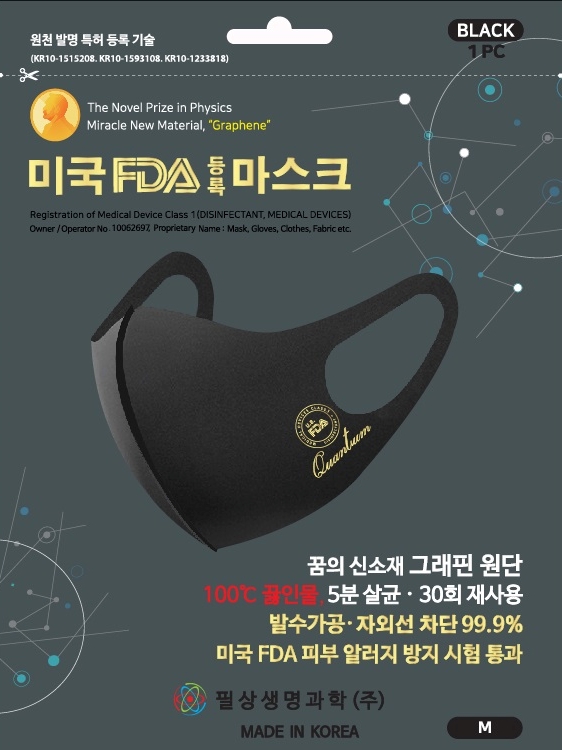 원천 발명 특허 등록 기술
(KR10-1515208. KR10-1593108. KR10-1233818)
BLACK
1 PC
The Novel Prize in Physics
Miracle New Material, "Graphene"
미국 FDA 등록 마스크
Registration of Medical Device Class 1(DISINFECTANT, MEDICAL DEVICES)
Owner / Operator No. 10062697, Proprietary Name : Mask, Gloves, Clothes, Fabric etc.
U.S.
FDA
Quantum
꿈의 신소재 그래핀 원단
100℃ 끓인물, 5분 살균 · 30회 재사용
발수가공·자외선 차단 99.9%
미국 FDA 피부 알러지 방지 시험 통과
필상생명과학 (주)
MADE IN KOREA
M